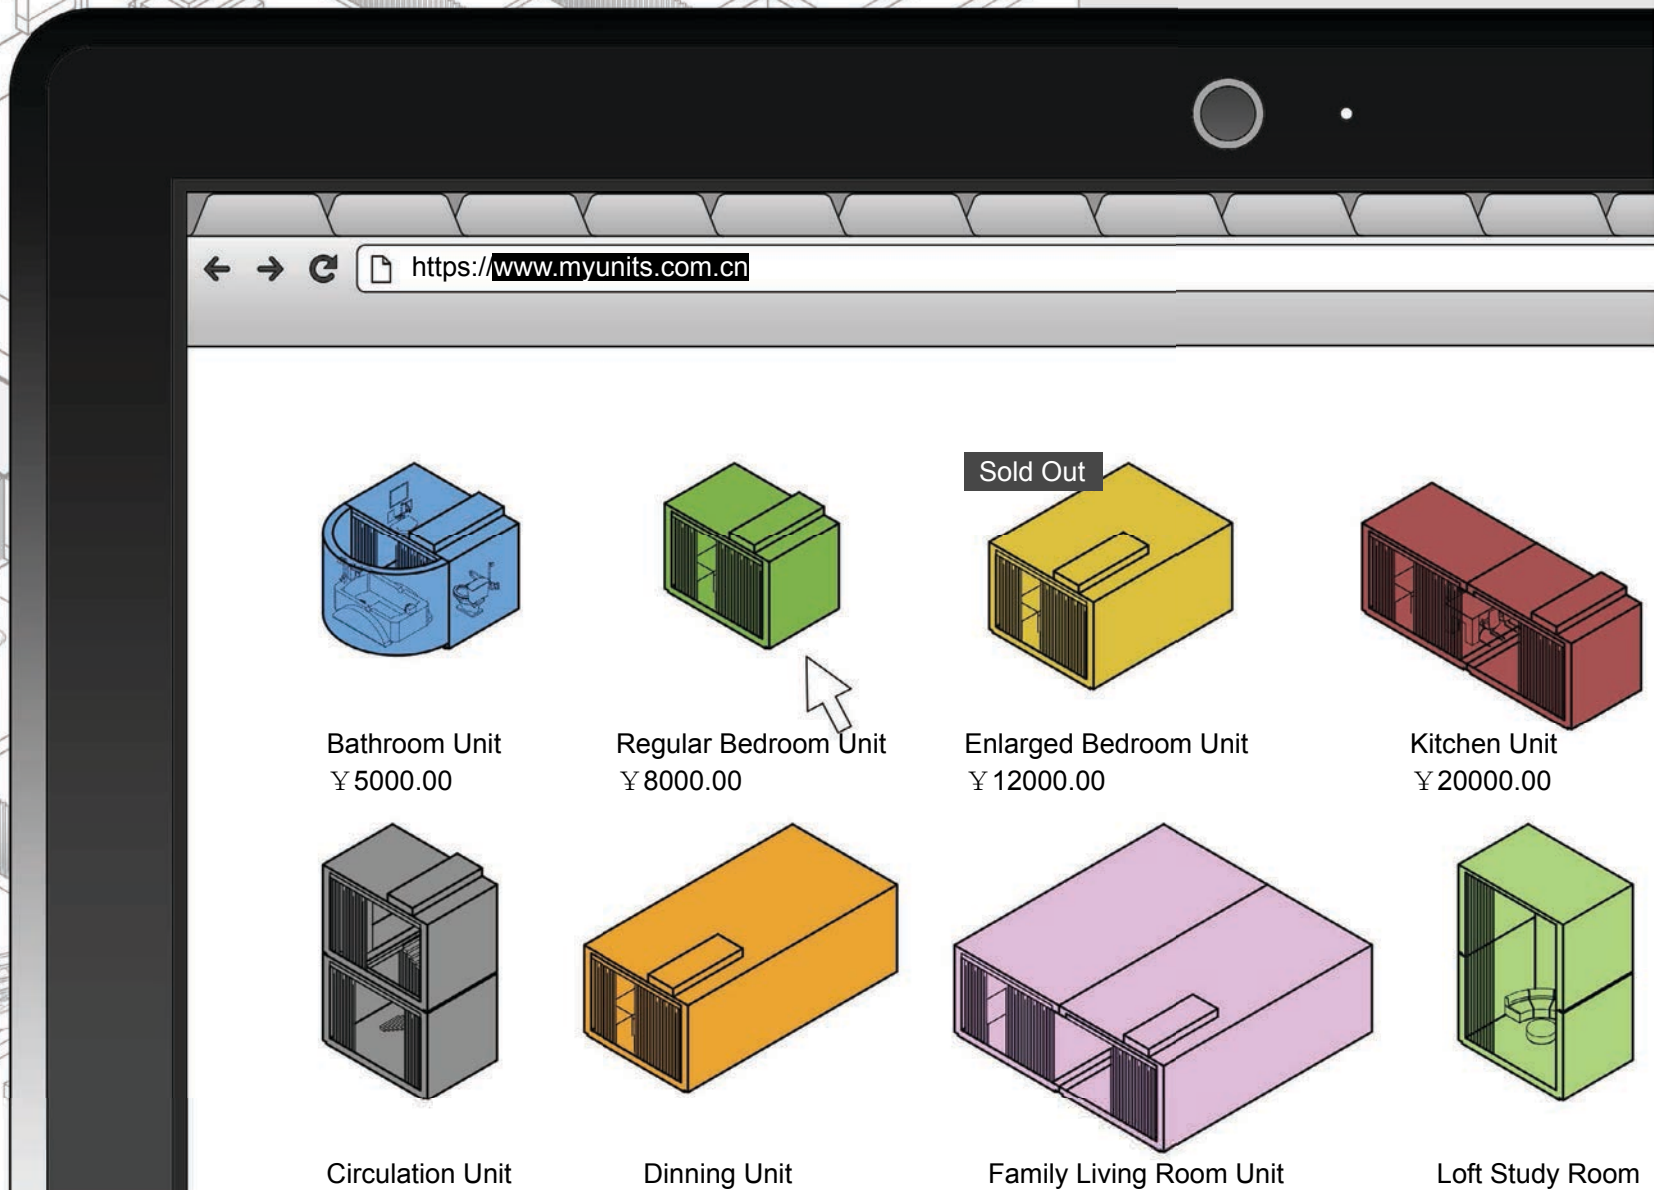 https://www.myunits.com.cn
Sold Out
Bathroom Unit
￥5000.00
Regular Bedroom Unit
￥8000.00
Enlarged Bedroom Unit
￥12000.00
Kitchen Unit
￥20000.00
Circulation Unit
Dinning Unit
Family Living Room Unit
Loft Study Room